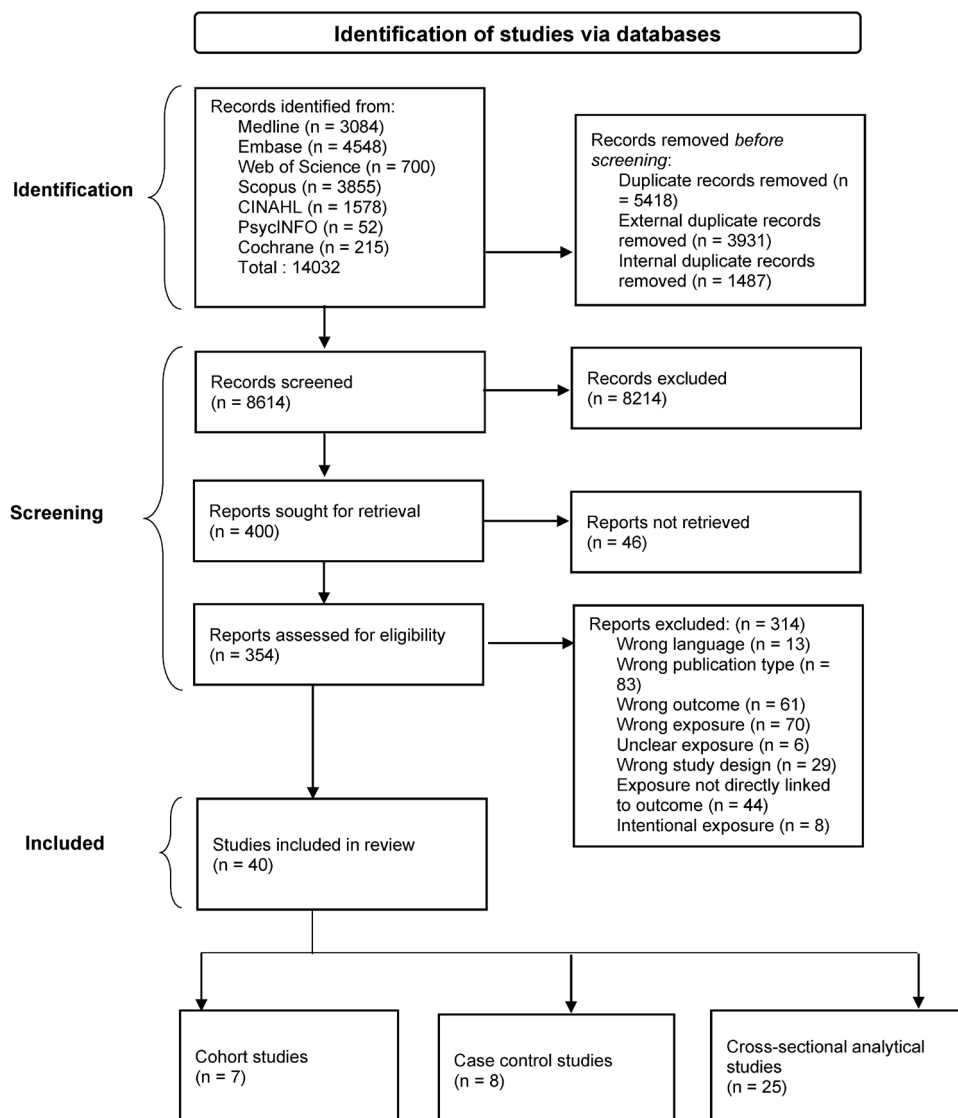 Identification of studies via databases
Identification
Records identified from:
Medline (n = 3084)
Embase (n = 4548)
Web of Science (n = 700)
Scopus (n = 3855)
CINAHL (n = 1578)
PsycINFO (n = 52)
Cochrane (n = 215)
Total : 14032
Records removed before
screening:
Duplicate records removed (n
= 5418)
External duplicate records
removed (n = 3931)
Internal duplicate records
removed (n = 1487)
Screening
Records screened
(n = 8614)
Records excluded
(n = 8214)
Reports sought for retrieval
(n = 400)
Reports not retrieved
(n = 46)
Reports assessed for eligibility
(n = 354)
Reports excluded: (n = 314)
Wrong language (n = 13)
Wrong publication type (n =
83)
Wrong outcome (n = 61)
Wrong exposure (n = 70)
Unclear exposure (n = 6)
Wrong study design (n = 29)
Exposure not directly linked
to outcome (n = 44)
Intentional exposure (n = 8)
Included
Studies included in review
(n = 40)
Cohort studies
(n = 7)
Case control studies
(n = 8)
Cross-sectional analytical
studies
(n = 25)